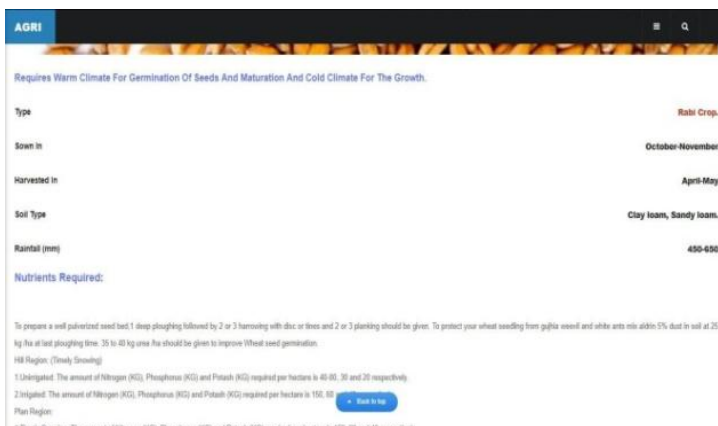 AGRI
Requires Warm Climate For Germination Of Seeds And Maturation And Cold Climate For The Growth.
Type Rabi Crop.
Sown In October-November
Harvested In April-May
Soil Type Clay loam, Sandy loam.
Rainfall (mm) 450-650
Nutrients Required:
To prepare a well pulverized seed bed,1 deep ploughing followed by 2 or 3 harrowing with disc or tines and 2 or 3 planking should be given. To protect your wheat seedling from gujhia weevil and white ants mix aldrin 5% dust in soil at 25
kg /ha at last ploughing time. 35 to 40 kg urea /ha should be given to improve Wheat seed germination.
Hill Region: (Timely Snowing)
1.Unirrigated: The amount of Nitrogen (KG), Phosphorus (KG) and Potash (KG) required per hectare is 40-60, 30 and 20 respectively.
2.Irrigated: The amount of Nitrogen (KG), Phosphorus (KG) and Potash (KG) required per hectare is 150, 60
Back to top
Plan Region: